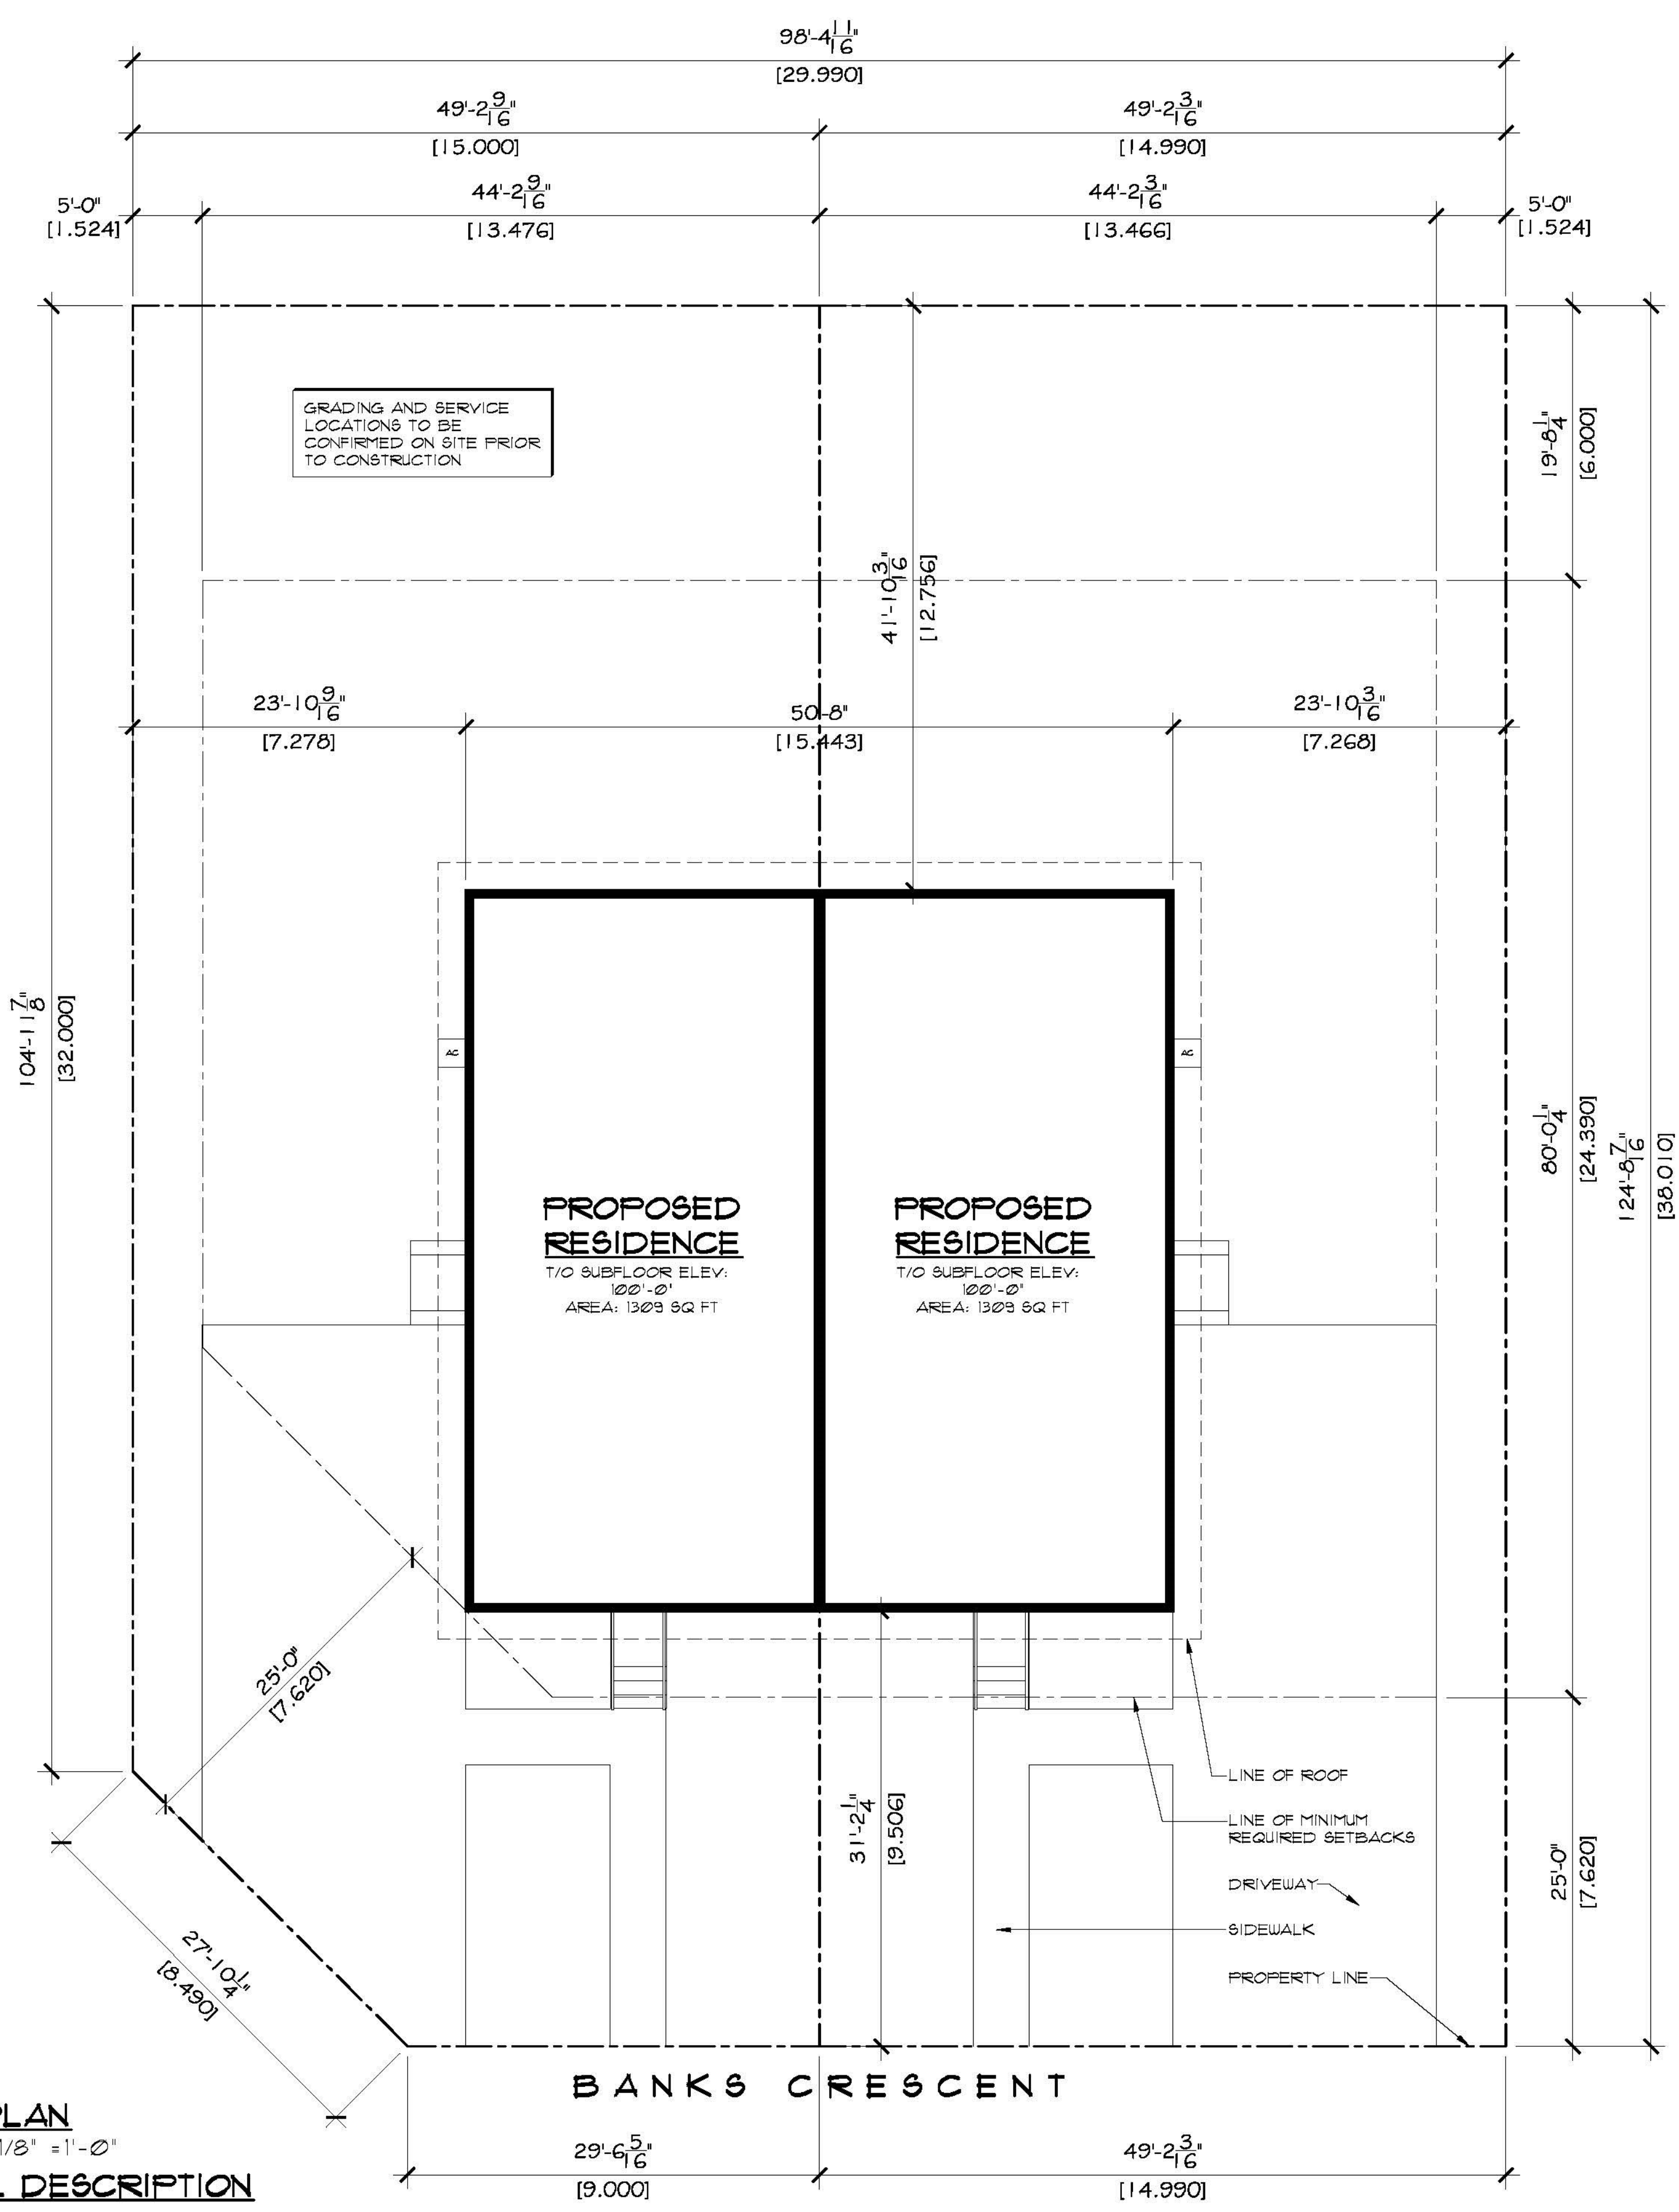 98'-4 11/16"
[29.990]
49'-2 9/16"
[15.000]
49'-2 3/16"
[14.990]
5'-0"
[1.524]
44'-2 9/16"
[13.476]
44'-2 3/16"
[13.466]
5'-0"
[1.524]
GRADING AND SERVICE
LOCATIONS TO BE
CONFIRMED ON SITE PRIOR
TO CONSTRUCTION
19'-8 1/4"
[6.000]
41'-10 3/16"
[12.756]
23'-10 9/16"
[7.278]
50'-8"
[15.443]
23'-10 3/16"
[7.268]
104'-11 7/8"
[32.000]
AC
AC
80'-0 1/4"
[24.390]
124'-8 7/16"
[38.010]
PROPOSED
RESIDENCE
T/O SUBFLOOR ELEV:
100'-0"
AREA: 1309 SQ FT
PROPOSED
RESIDENCE
T/O SUBFLOOR ELEV:
100'-0"
AREA: 1309 SQ FT
25'-0"
[7.620]
31'-2 1/4"
[9.506]
LINE OF ROOF
LINE OF MINIMUM
REQUIRED SETBACKS
DRIVEWAY
SIDEWALK
PROPERTY LINE
25'-0"
[7.620]
27'-10 1/4"
[8.490]
BANKS CRESCENT
PLAN
1/8" =1'-0"
DESCRIPTION
29'-6 5/16"
[9.000]
49'-2 3/16"
[14.990]